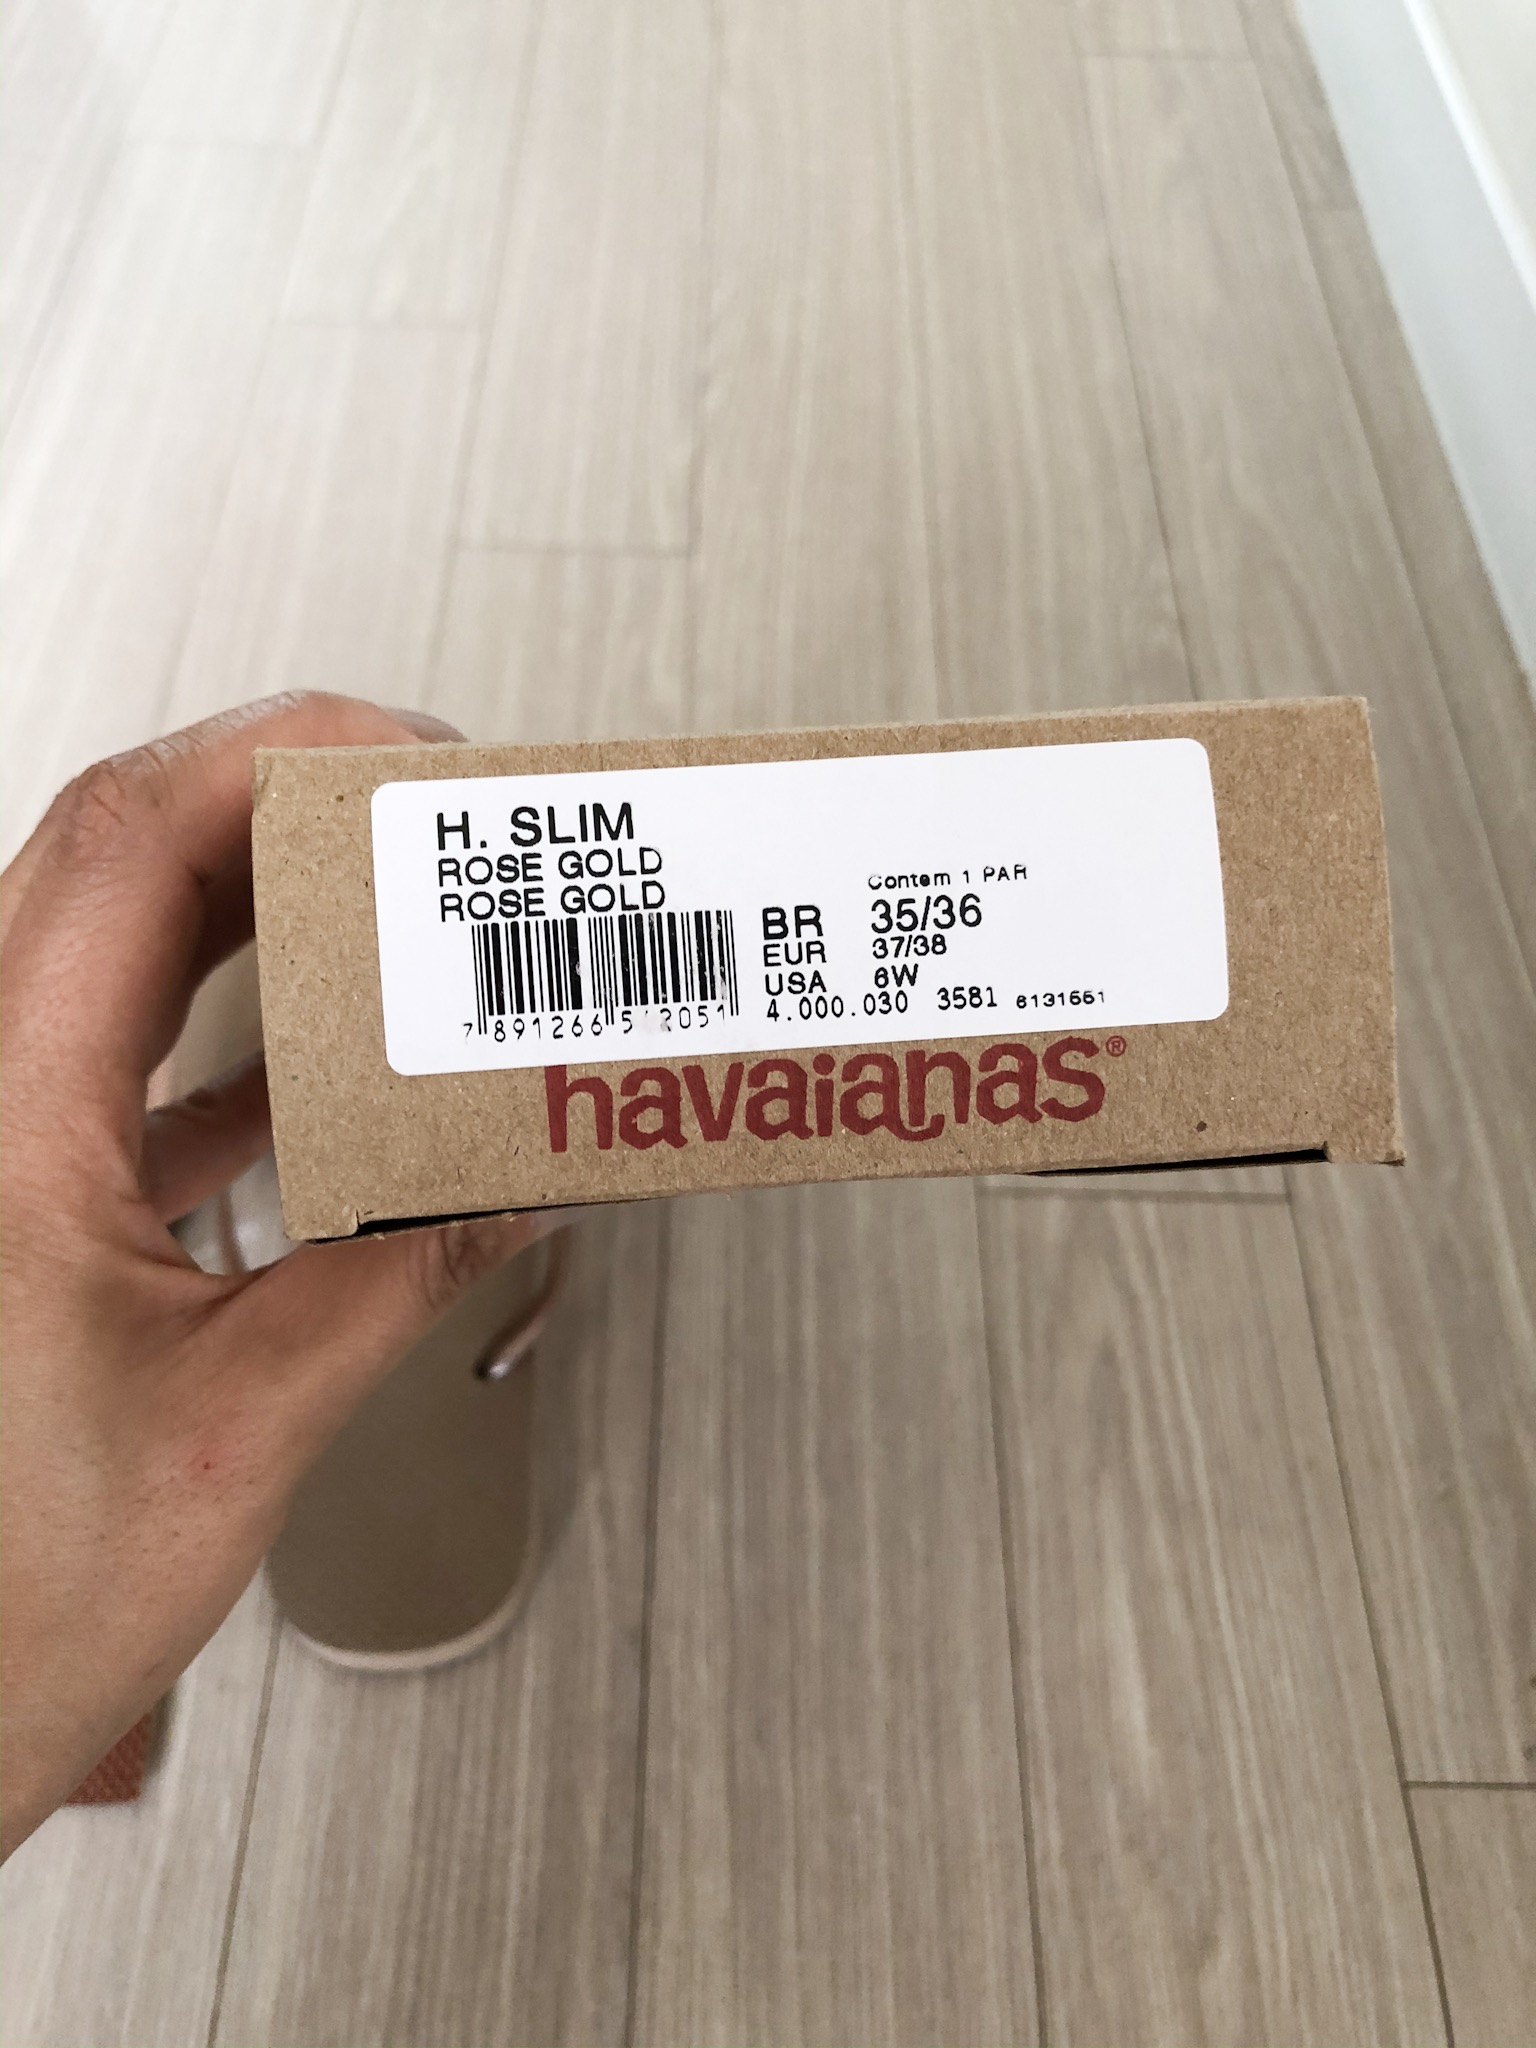 H. SLIM
ROSE GOLD
ROSE GOLD
Contem 1 PAR
BR 35/36
EUR 37/38
USA 6W
4.000.030 3581 6131551
havaianas®